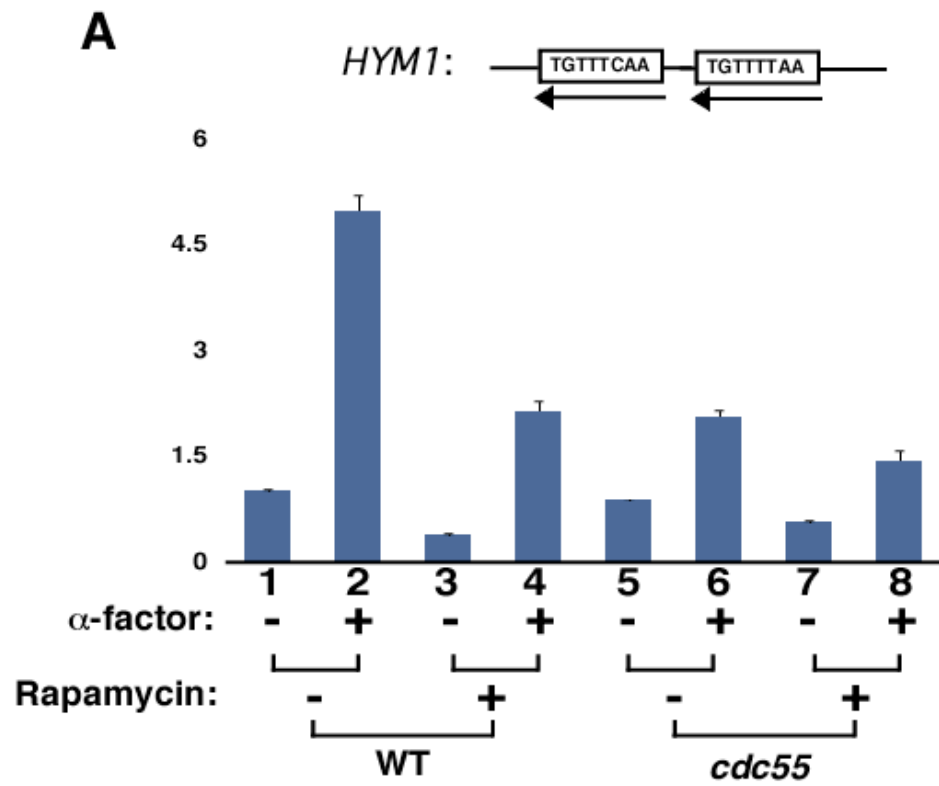 A
HYM1: TGTTTCAA TGTTTTAA
6
4.5
3
1.5
0
1 2 3 4 5 6 7 8
α-factor: - + - + - + - +
Rapamycin: - + - +
WT cdc55